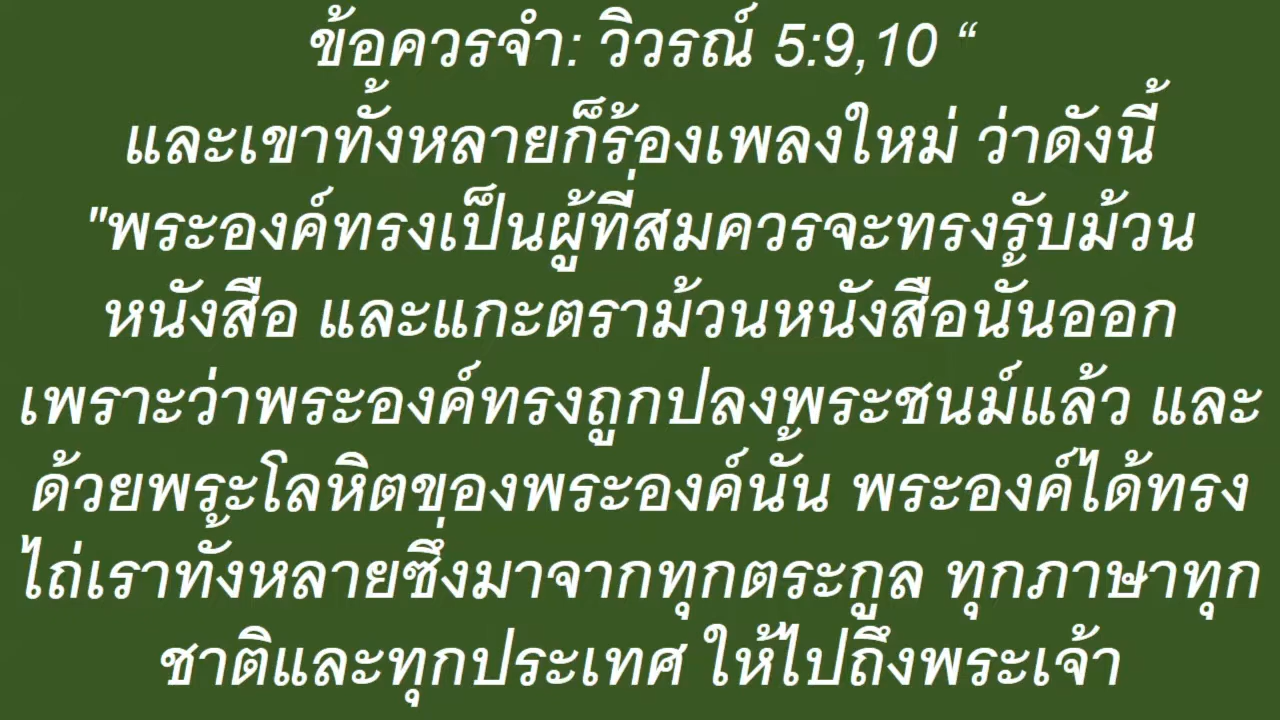 ข้อควรจำ: วิวรณ์ 5:9,10 “
และเขาทั้งหลายก็ร้องเพลงใหม่ ว่าดังนี้
"พระองค์ทรงเป็นผู้ที่สมควรจะทรงรับม้วน
หนังสือ และแกะตราม้วนหนังสือนั้นออก
เพราะว่าพระองค์ทรงถูกปลงพระชนม์แล้ว และ
ด้วยพระโลหิตของพระองค์นั้น พระองค์ได้ทรง
ไถ่เราทั้งหลายซึ่งมาจากทุกตระกูล ทุกภาษาทุก
ชาติและทุกประเทศ ให้ไปถึงพระเจ้า